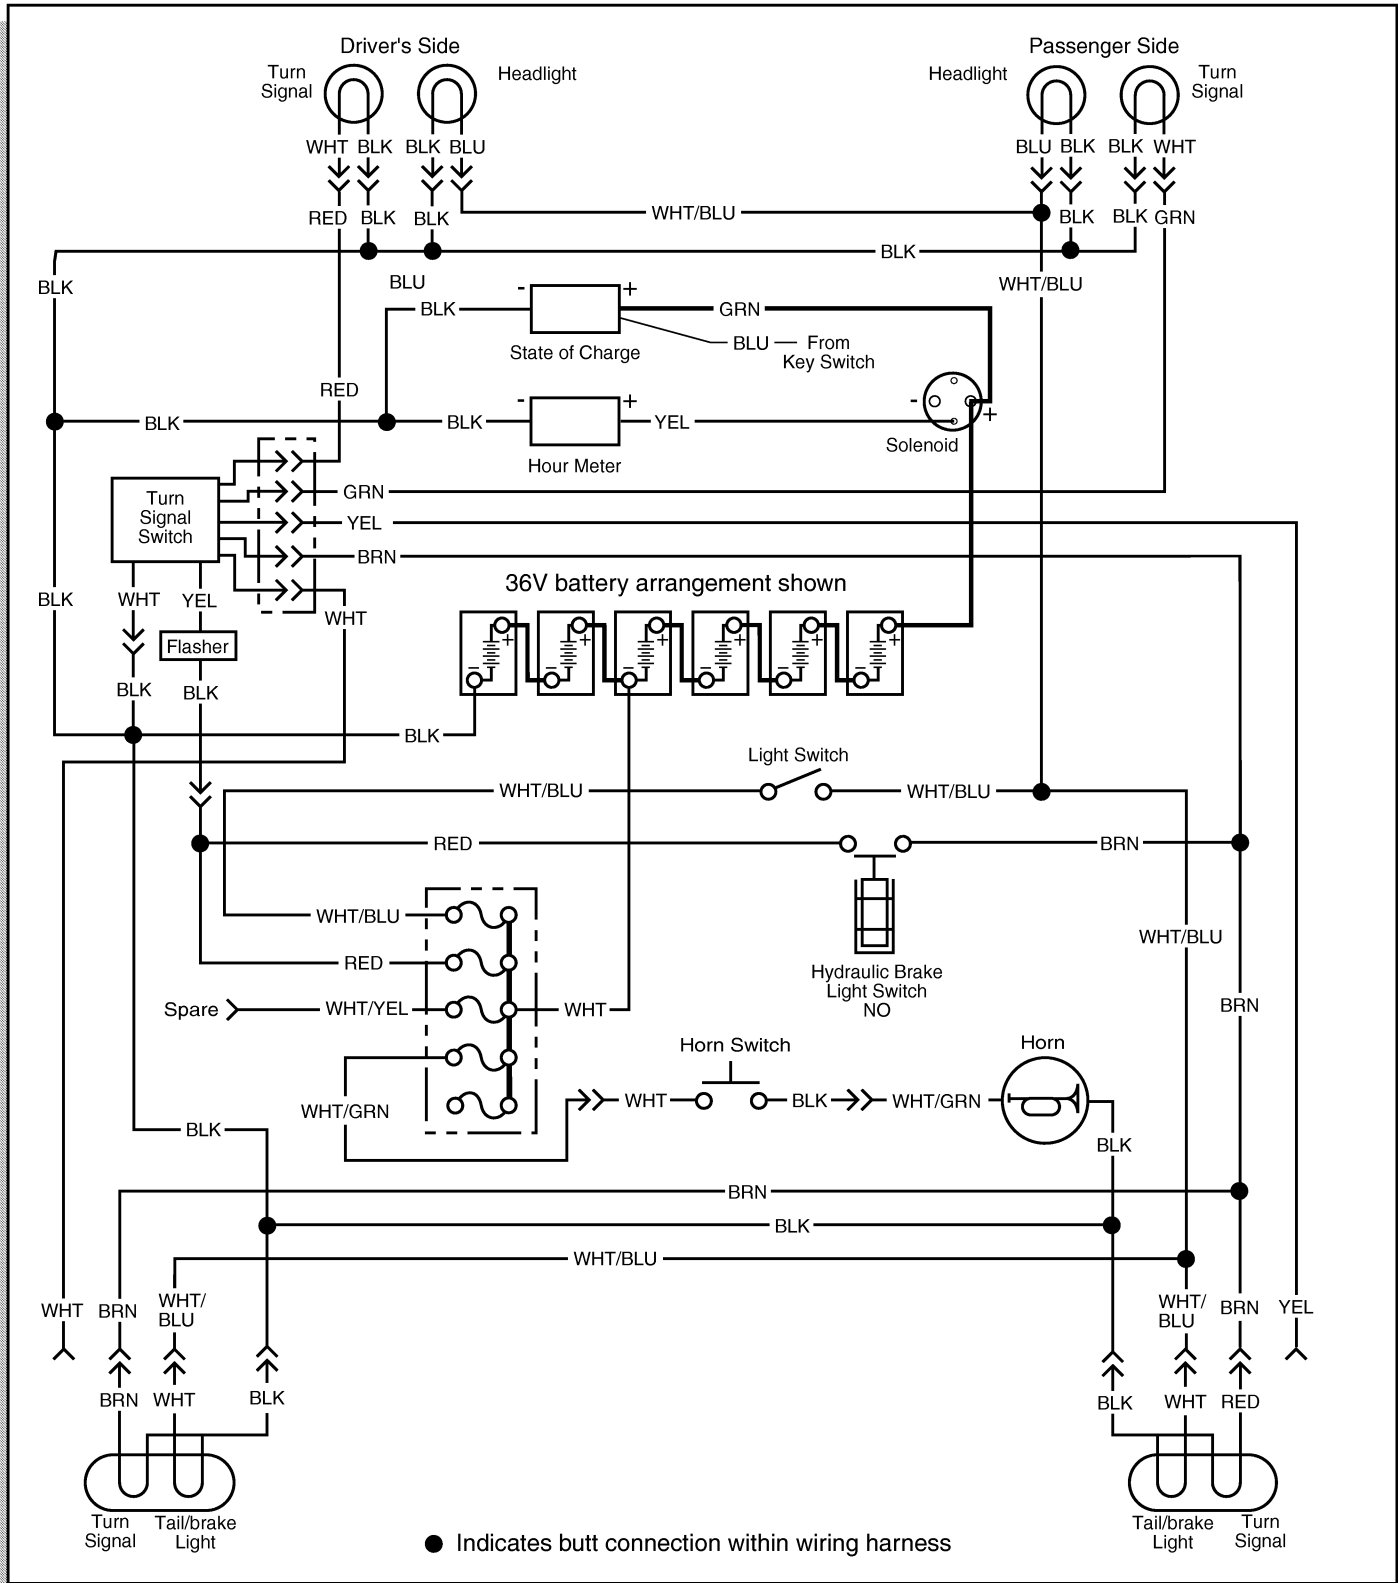 Driver's Side
Passenger Side
Turn
Signal
Headlight
Headlight
Turn
Signal
WHT BLK BLK BLU
BLU BLK BLK WHT
RED BLK BLK
WHT/BLU
BLK BLK GRN
BLK
BLK
BLU
WHT/BLU
- +
BLK
GRN
State of Charge
BLU
From
Key Switch
RED
BLK
- +
BLK
YEL
- +
Solenoid
Hour Meter
Turn
Signal
Switch
GRN
YEL
BRN
36V battery arrangement shown
BLK
WHT YEL
WHT
Flasher
+ + + + + +
- - - - - -
BLK BLK
BLK
Light Switch
WHT/BLU
WHT/BLU
RED
BRN
WHT/BLU
WHT/BLU
RED
Hydraulic Brake
Light Switch
NO
Spare
WHT/YEL
WHT
BRN
Horn Switch
Horn
WHT/GRN
WHT
BLK
WHT/GRN
BLK
BLK
BRN
BLK
WHT/BLU
WHT BRN
WHT/
BLU
WHT/
BLU
BRN YEL
BRN WHT BLK
BLK WHT RED
Turn
Signal
Tail/brake
Light
Tail/brake
Light
Turn
Signal
Indicates butt connection within wiring harness